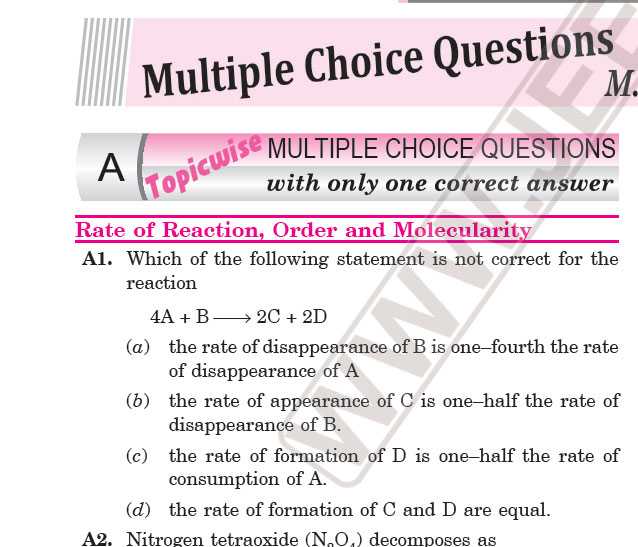 Multiple Choice Questions
M.
A Topicwise MULTIPLE CHOICE QUESTIONS
with only one correct answer
Rate of Reaction, Order and Molecularity
A1. Which of the following statement is not correct for the
reaction
4A + B ⟶ 2C + 2D
(a) the rate of disappearance of B is one–fourth the rate
of disappearance of A
(b) the rate of appearance of C is one–half the rate of
disappearance of B.
(c) the rate of formation of D is one–half the rate of
consumption of A.
(d) the rate of formation of C and D are equal.
A2. Nitrogen tetraoxide (N₂O₄) decomposes as
WWW.JEE